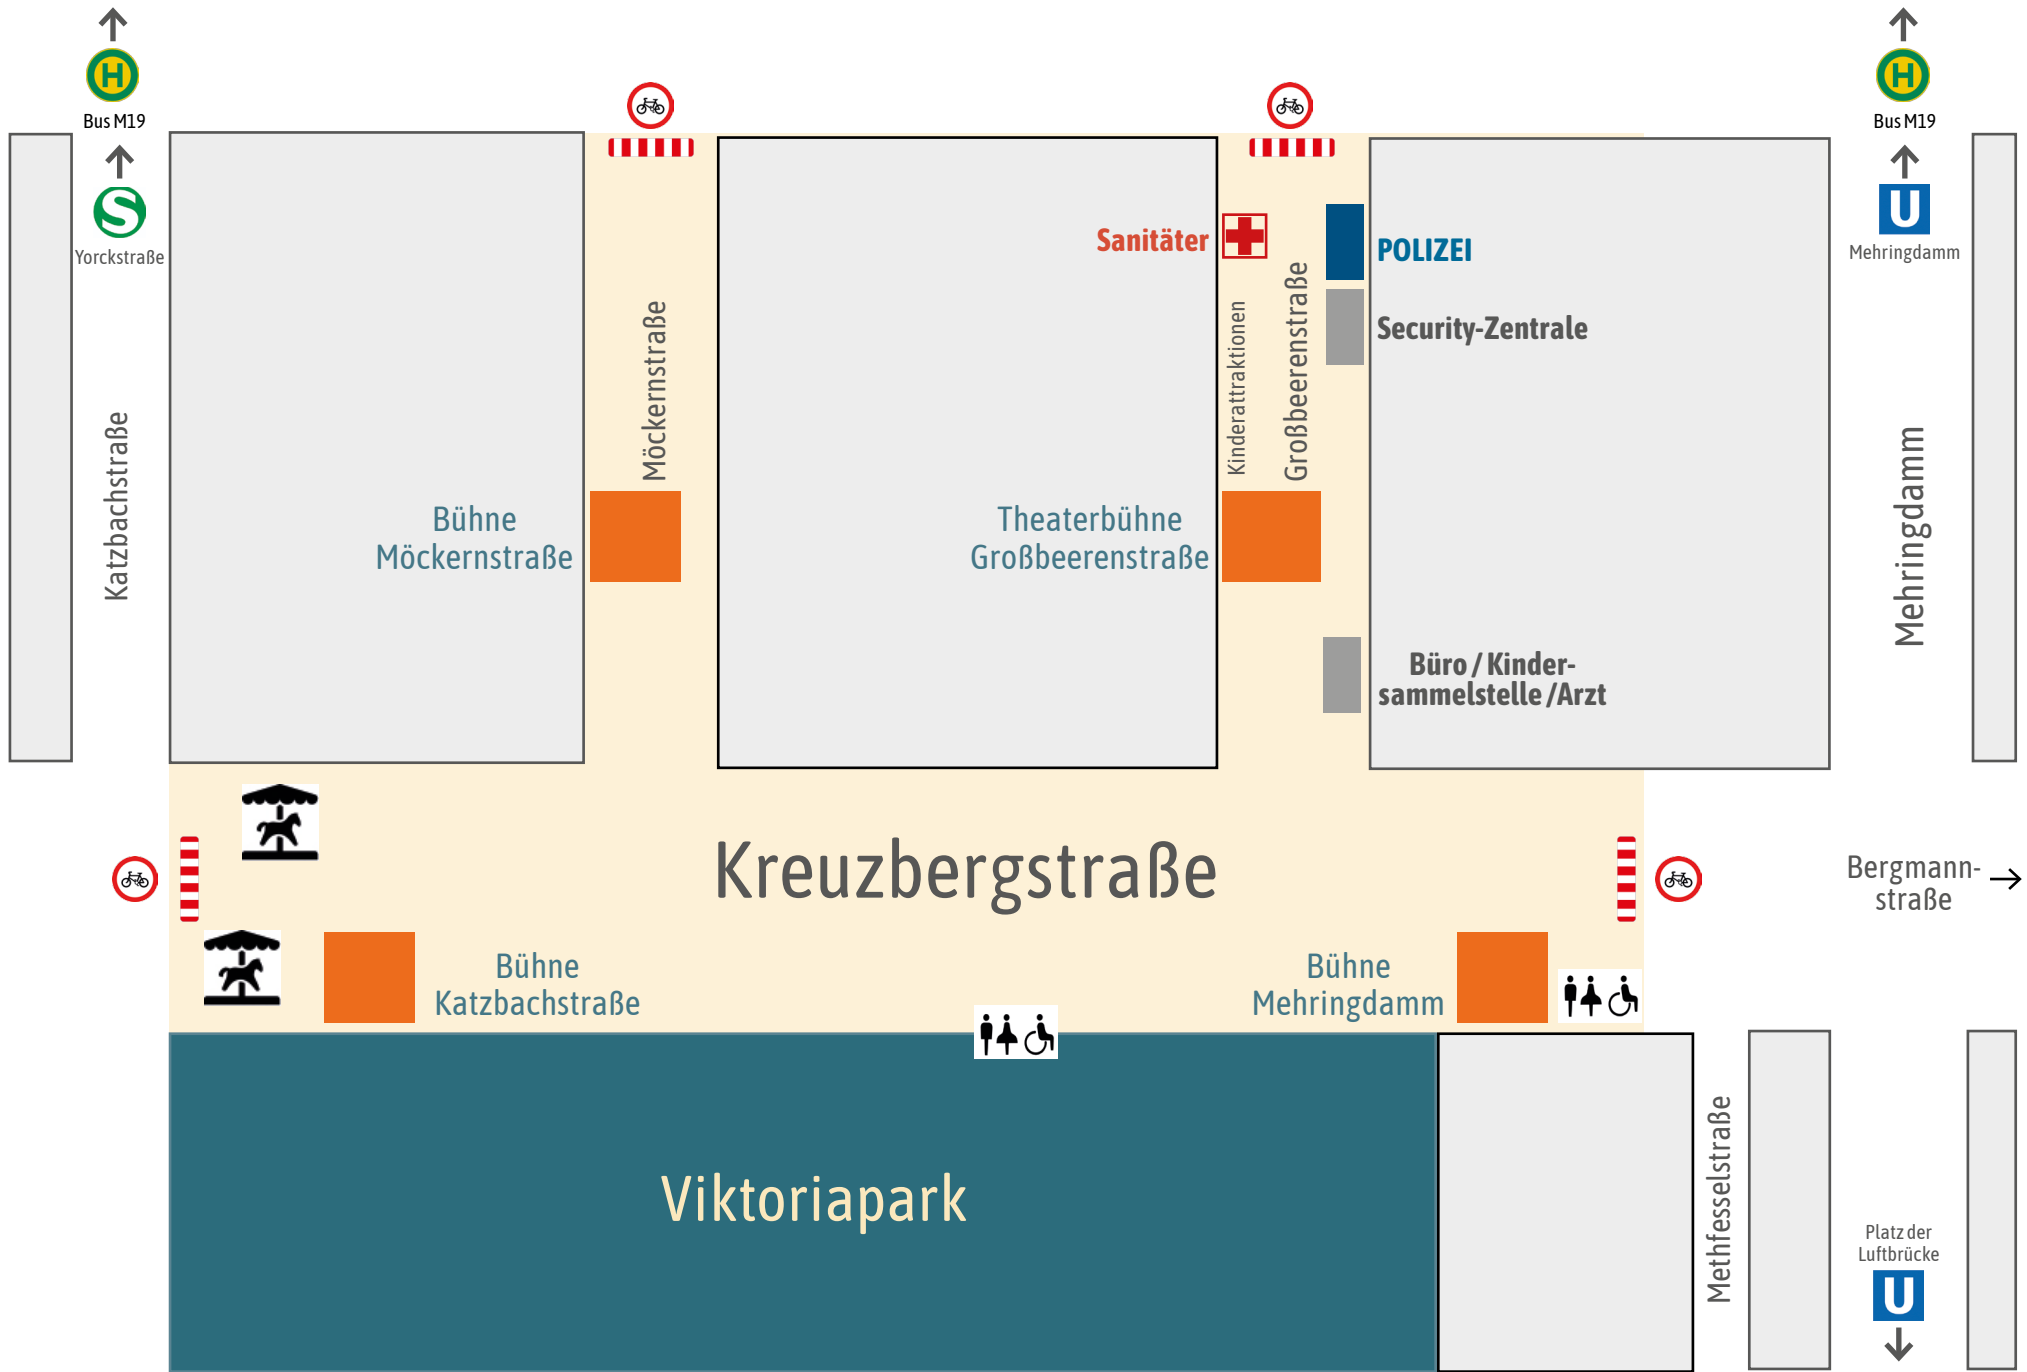 H
Bus M19
S
Yorckstraße
Katzbachstraße
Möckernstraße
Bühne
Möckernstraße
Sanitäter
Kinderattraktionen
Großbeerenstraße
POLIZEI
Security-Zentrale
Theaterbühne
Großbeerenstraße
Büro / Kinder-
sammelstelle /Arzt
H
Bus M19
U
Mehringdamm
Mehringdamm
Kreuzbergstraße
Bergmann-
straße
Bühne
Katzbachstraße
Bühne
Mehringdamm
Viktoriapark
Methfesselstraße
Platz der
Luftbrücke
U